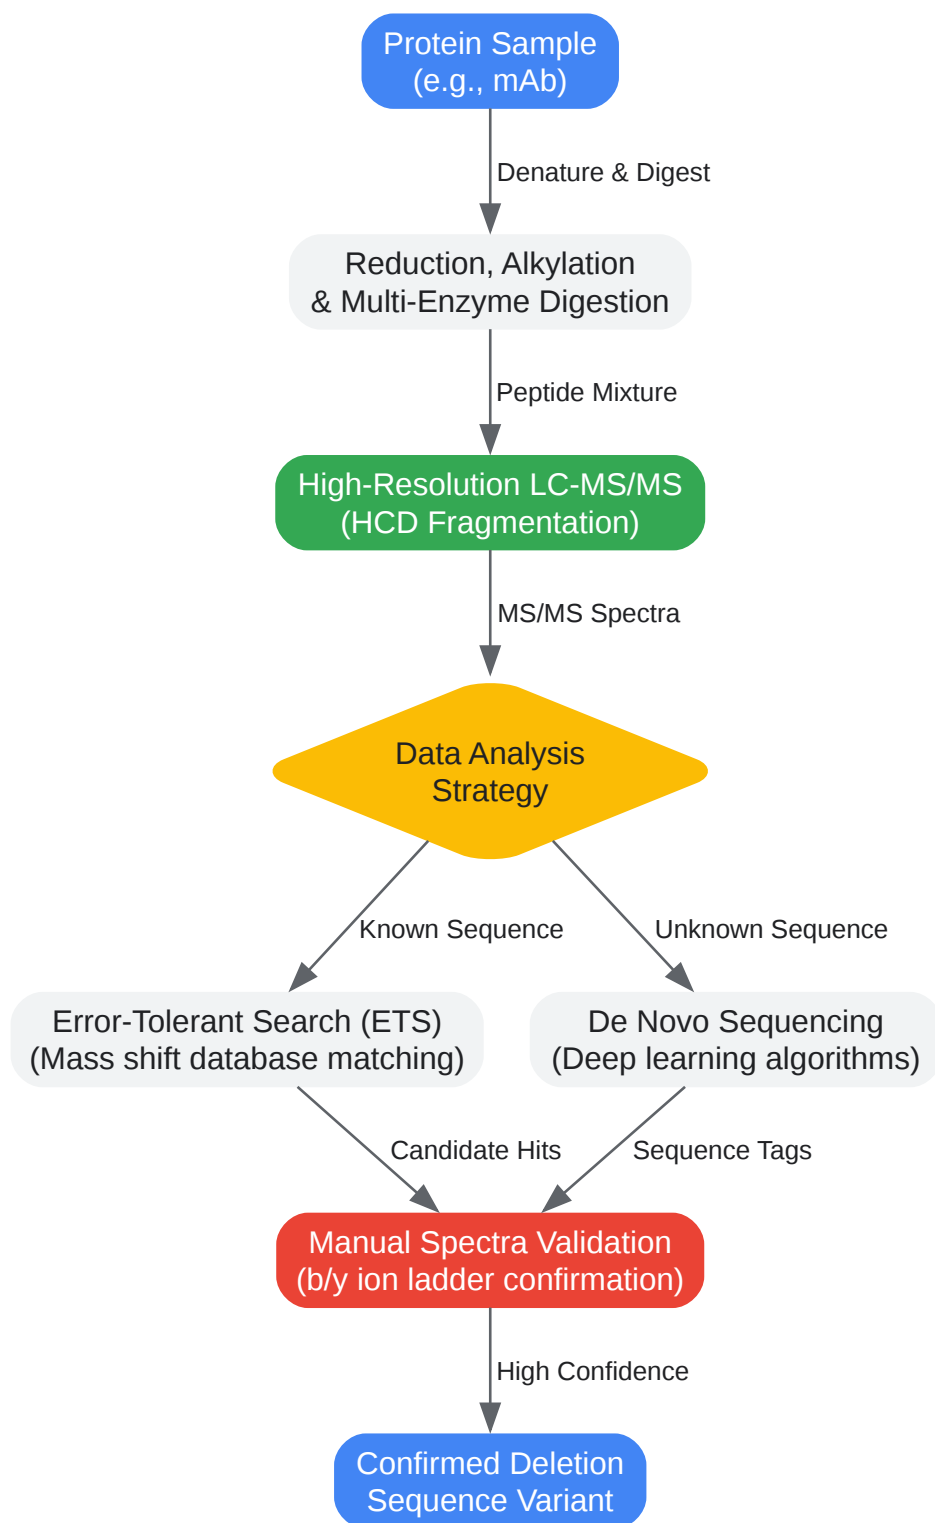 Protein Sample
(e.g., mAb)
Denature & Digest
Reduction, Alkylation
& Multi-Enzyme Digestion
Peptide Mixture
High-Resolution LC-MS/MS
(HCD Fragmentation)
MS/MS Spectra
Data Analysis
Strategy
Known Sequence
Unknown Sequence
Error-Tolerant Search (ETS)
(Mass shift database matching)
De Novo Sequencing
(Deep learning algorithms)
Candidate Hits
Sequence Tags
Manual Spectra Validation
(b/y ion ladder confirmation)
High Confidence
Confirmed Deletion
Sequence Variant